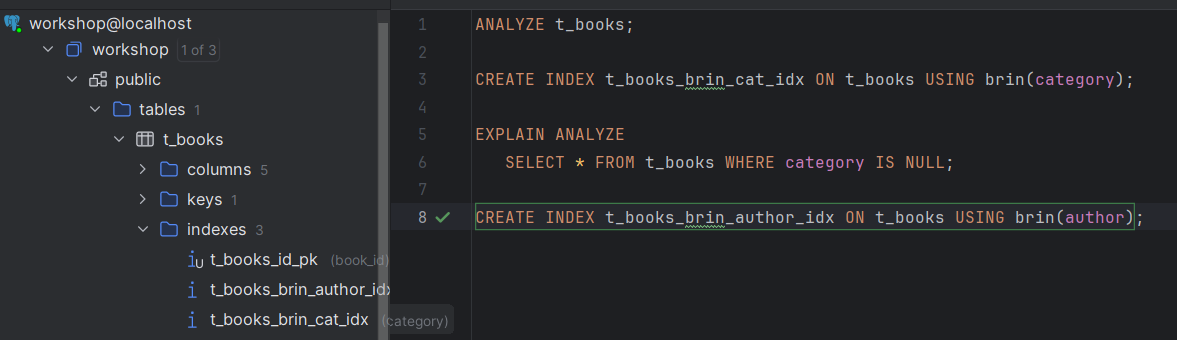 workshop@localhost
workshop 1 of 3
public
tables 1
t_books
columns 5
keys 1
indexes 3
t_books_id_pk (book_id)
t_books_brin_author_idx
t_books_brin_cat_idx (category)
1 ANALYZE t_books;
2
3 CREATE INDEX t_books_brin_cat_idx ON t_books USING brin(category);
4
5 EXPLAIN ANALYZE
6 SELECT * FROM t_books WHERE category IS NULL;
7
8 CREATE INDEX t_books_brin_author_idx ON t_books USING brin(author);